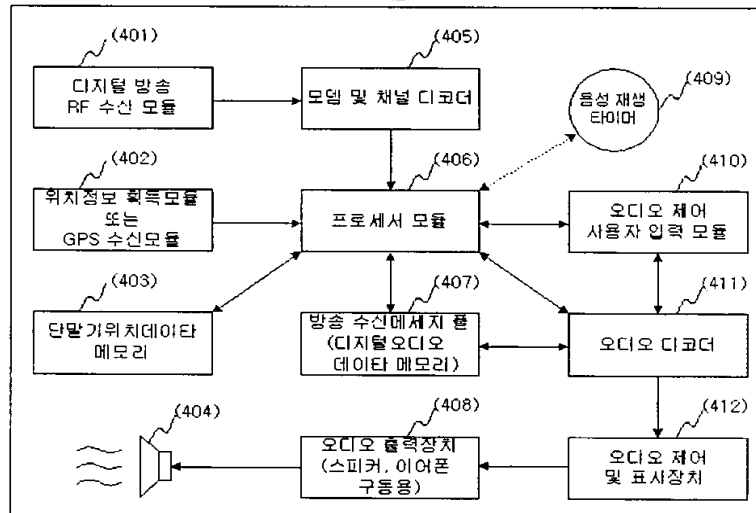 (401)
디지털 방송
RF 수신 모듈
(405)
모뎀 및 채널 디코더
(409)
음성 재생
타이머
(402)
위치정보 획득모듈
또는
GPS 수신모듈
(406)
프로세서 모듈
(410)
오디오 제어
사용자 입력 모듈
(403)
단말기위치데이타
메모리
(407)
방송 수신메세지 풀
(디지털오디오
데이타 메모리)
(411)
오디오 디코더
(404)
(408)
오디오 출력장치
(스피커, 이어폰
구동용)
(412)
오디오 제어
및 표시장치